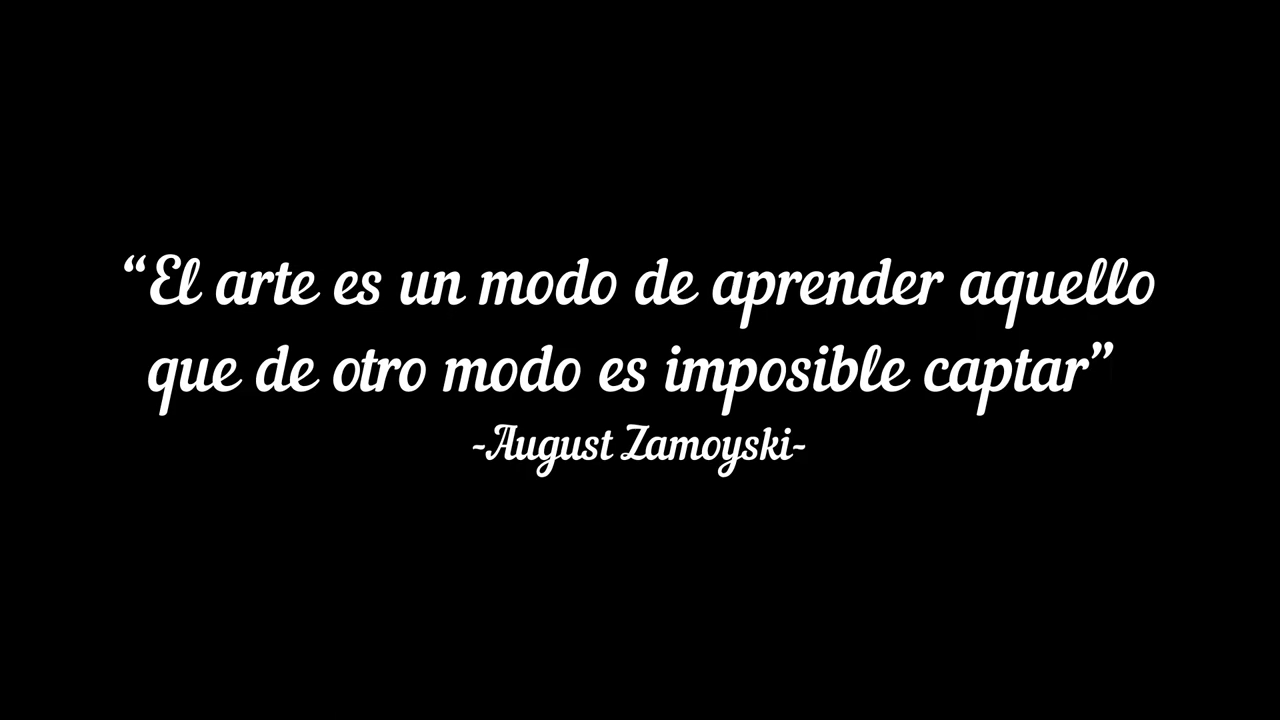 “El arte es un modo de aprender aquello
que de otro modo es imposible captar”
-August Zamoyski-